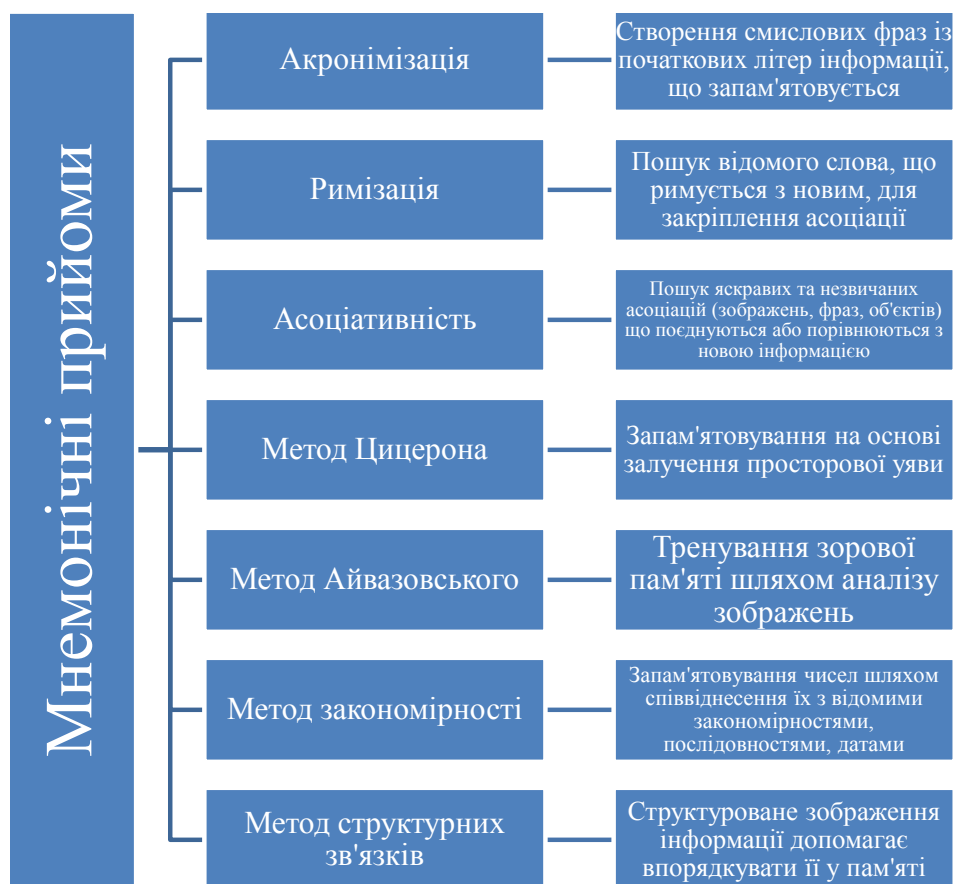 Мнемонічні прийоми
Акронімізація
Створення смислових фраз із
початкових літер інформації,
що запам'ятовується
Римізація
Пошук відомого слова, що
римується з новим, для
закріплення асоціації
Асоціативність
Пошук яскравих та незвичаних
асоціацій (зображень, фраз, об'єктів)
що поєднуються або порівнюються з
новою інформацією
Метод Цицерона
Запам'ятовування на основі
залучення просторової уяви
Метод Айвазовського
Тренування зорової
пам'яті шляхом аналізу
зображень
Метод закономірності
Запам'ятовування чисел шляхом
співвіднесення їх з відомими
закономірностями,
послідовностями, датами
Метод структурних
зв'язків
Структуроване зображення
інформації допомагає
впорядкувати її у пам'яті